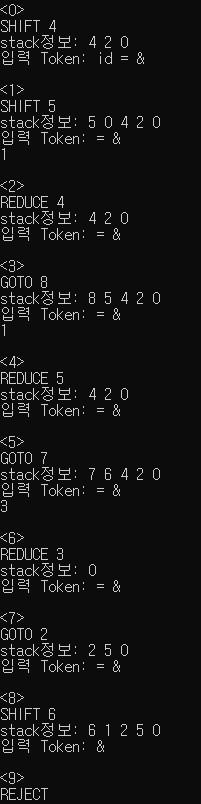 <0>
SHIFT 4
stack정보: 4 2 0
입력 Token: id = &
<1>
SHIFT 5
stack정보: 5 0 4 2 0
입력 Token: = &
1
<2>
REDUCE 4
stack정보: 4 2 0
입력 Token: = &
<3>
GOTO 8
stack정보: 8 5 4 2 0
입력 Token: = &
1
<4>
REDUCE 5
stack정보: 4 2 0
입력 Token: = &
<5>
GOTO 7
stack정보: 7 6 4 2 0
입력 Token: = &
3
<6>
REDUCE 3
stack정보: 0
입력 Token: = &
<7>
GOTO 2
stack정보: 2 5 0
입력 Token: = &
<8>
SHIFT 6
stack정보: 6 1 2 5 0
입력 Token: &
<9>
REJECT